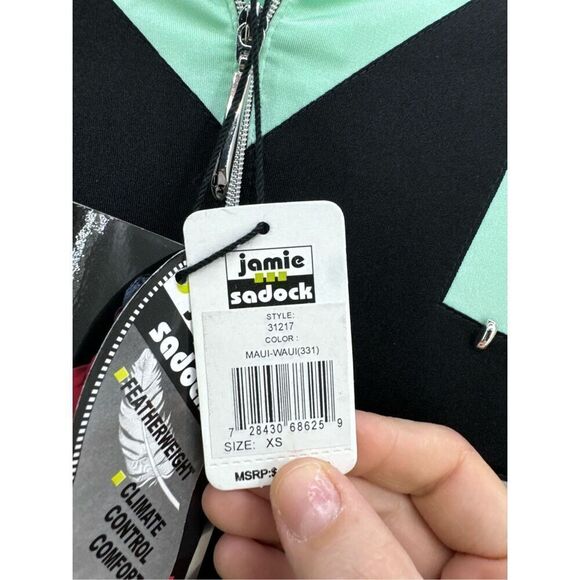 jamie
sadock
STYLE:
31217
COLOR :
MAUI-WAUI(331)
7 28430 68625 9
SIZE: XS
MSRP:$
sadock
FEATHERWEIGHT
CLIMATE
CONTROL
COMFORT